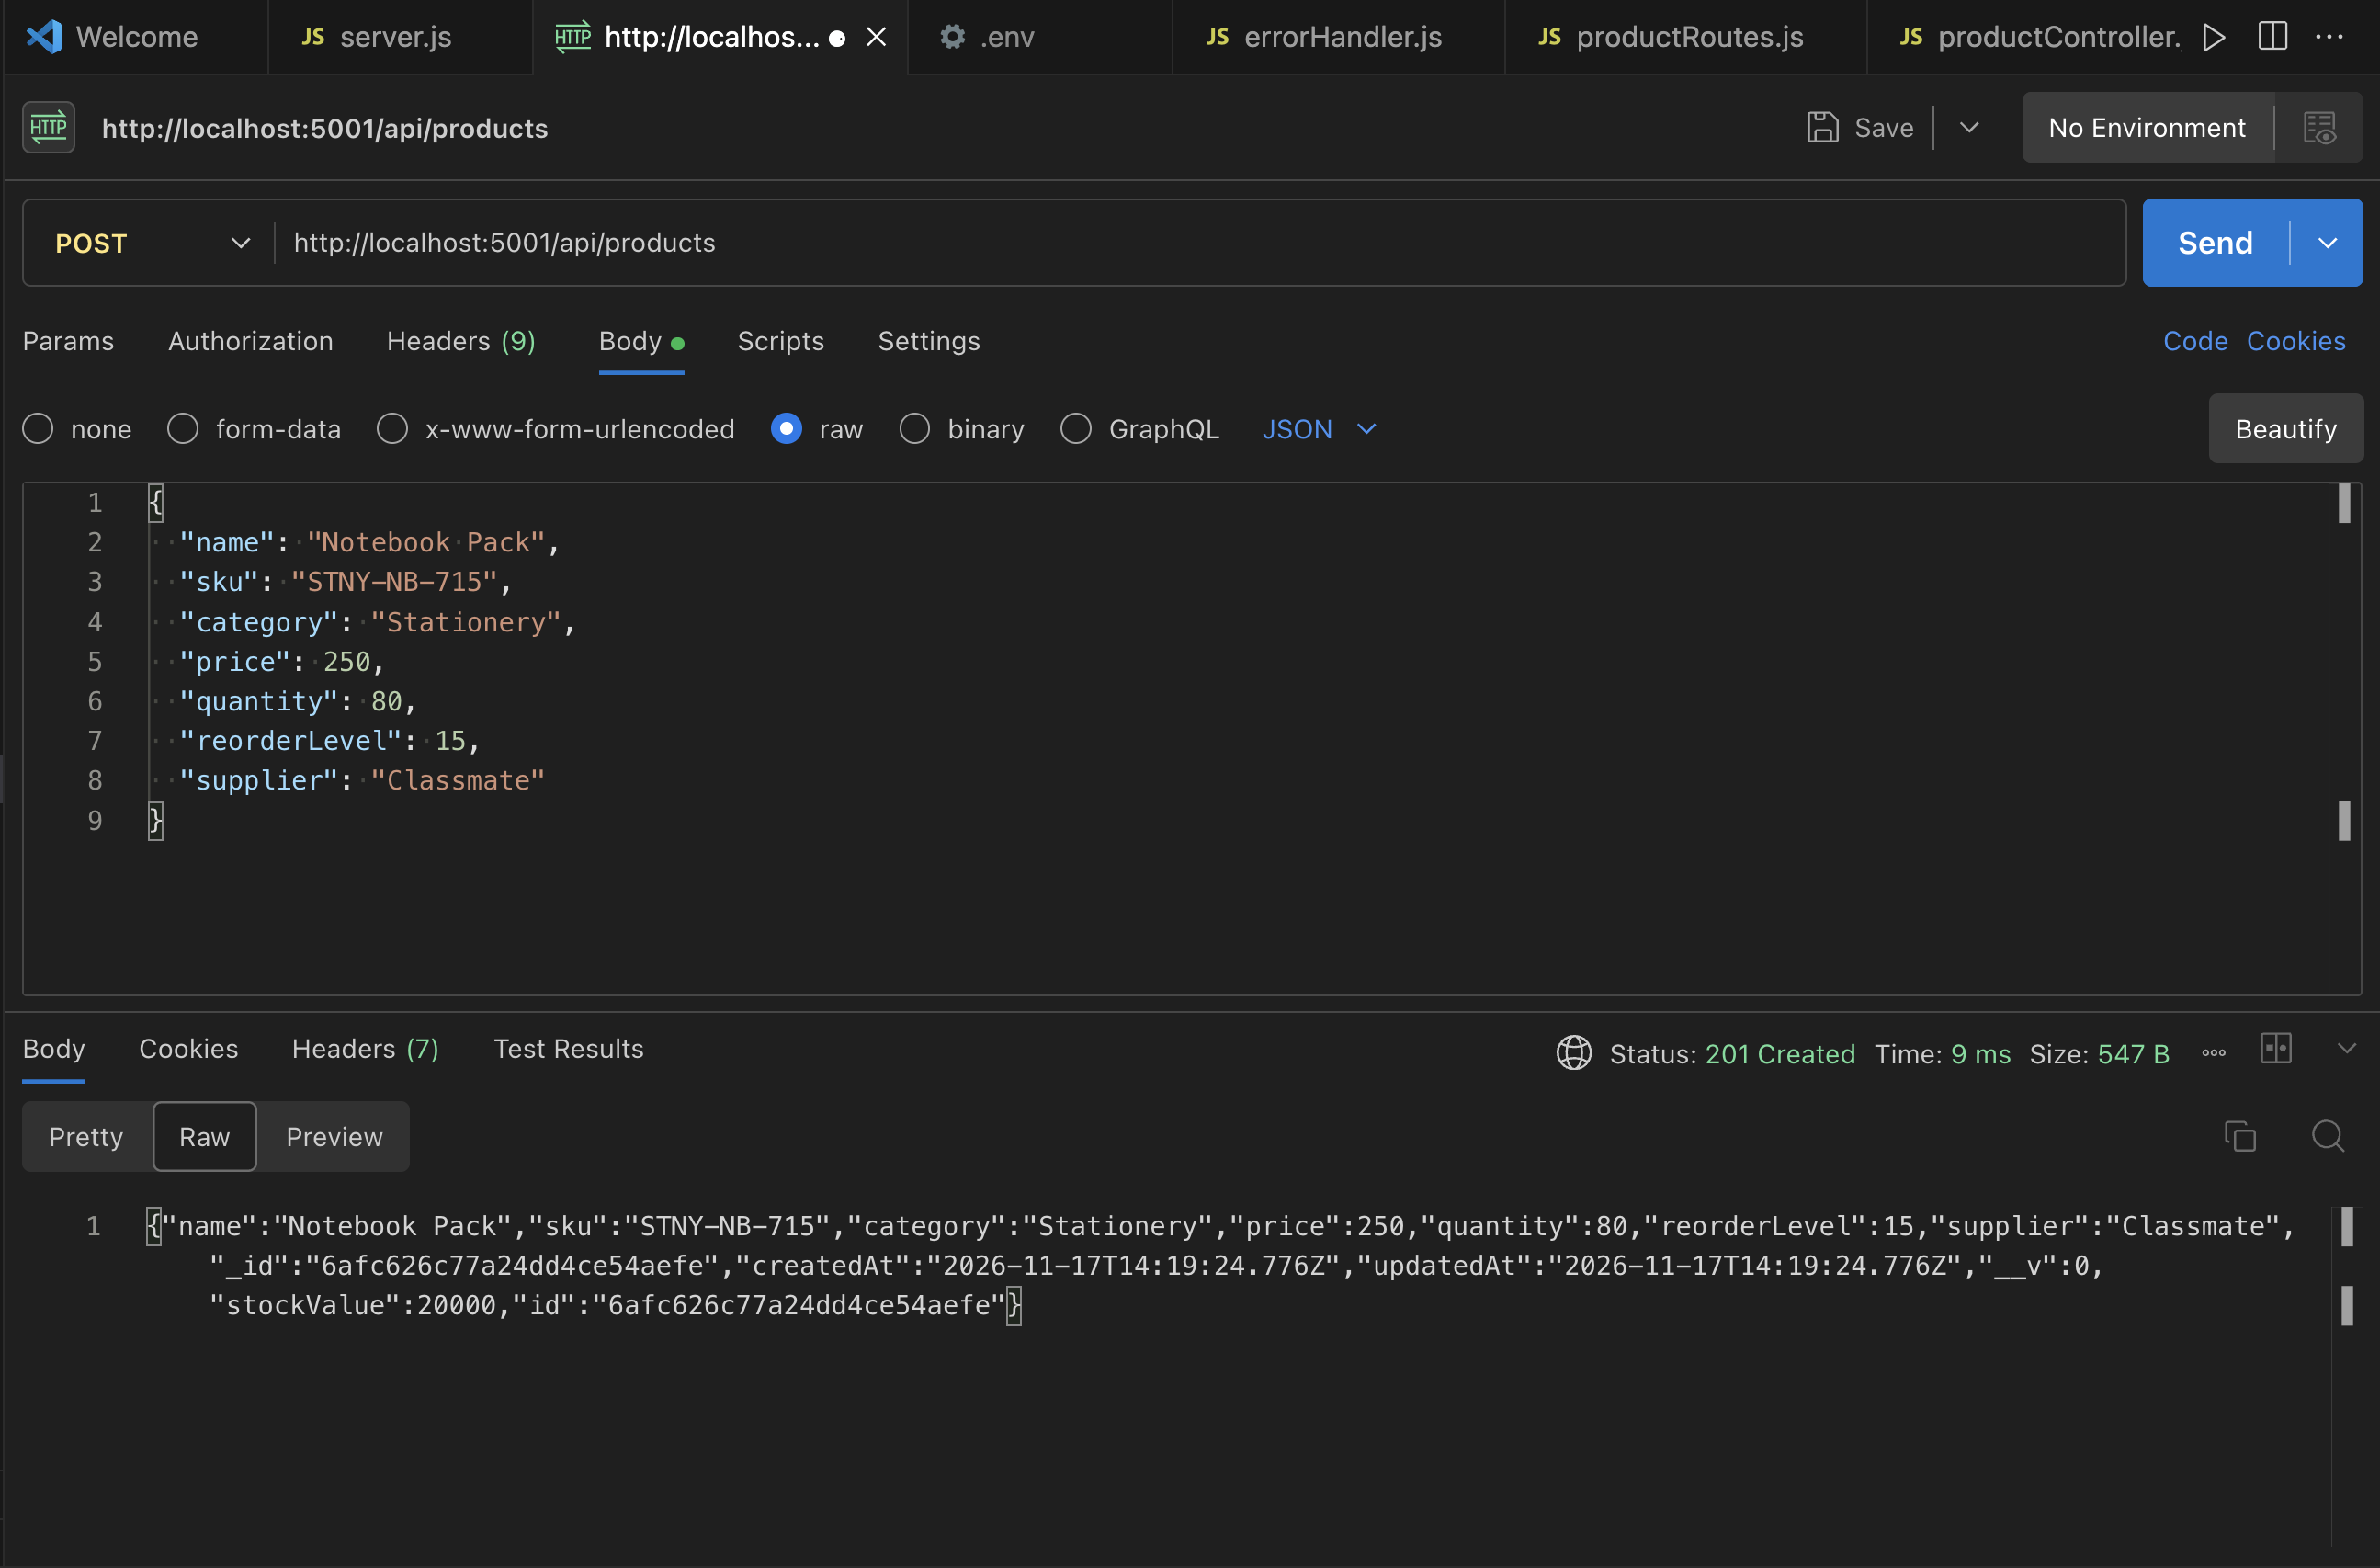 Welcome
JS server.js
HTTP http://localhos...
.env
JS errorHandler.js
JS productRoutes.js
JS productController.
HTTP http://localhost:5001/api/products
Save
No Environment
POST http://localhost:5001/api/products
Send
Params Authorization Headers (9) Body Scripts Settings
Code Cookies
none form-data x-www-form-urlencoded raw binary GraphQL JSON
Beautify
1 {
2 "name": "Notebook Pack",
3 "sku": "STNY-NB-715",
4 "category": "Stationery",
5 "price": 250,
6 "quantity": 80,
7 "reorderLevel": 15,
8 "supplier": "Classmate"
9 }
Body Cookies Headers (7) Test Results
Status: 201 Created Time: 9 ms Size: 547 B
Pretty Raw Preview
1 {"name":"Notebook Pack","sku":"STNY-NB-715","category":"Stationery","price":250,"quantity":80,"reorderLevel":15,"supplier":"Classmate",
"_id":"6afc626c77a24dd4ce54aefe","createdAt":"2026-11-17T14:19:24.776Z","updatedAt":"2026-11-17T14:19:24.776Z","__v":0,
"stockValue":20000,"id":"6afc626c77a24dd4ce54aefe"}